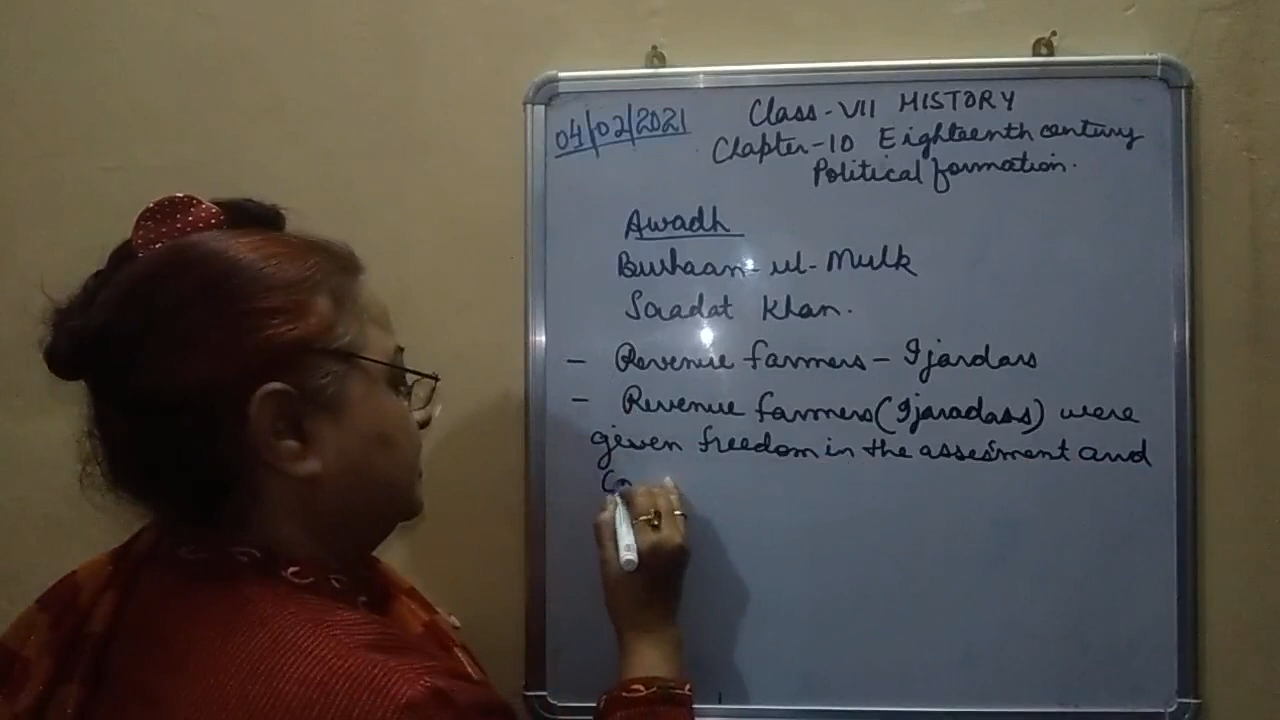 04/02/2021
Class-VII HISTORY
Chapter-10 Eighteenth century
Political formation.
Awadh
Burhaan-ul-Mulk
Saadat Khan.
- Revenue farmers - Ijardars
- Revenue farmers (Ijaradars) were
given freedom in the assesment and
Co